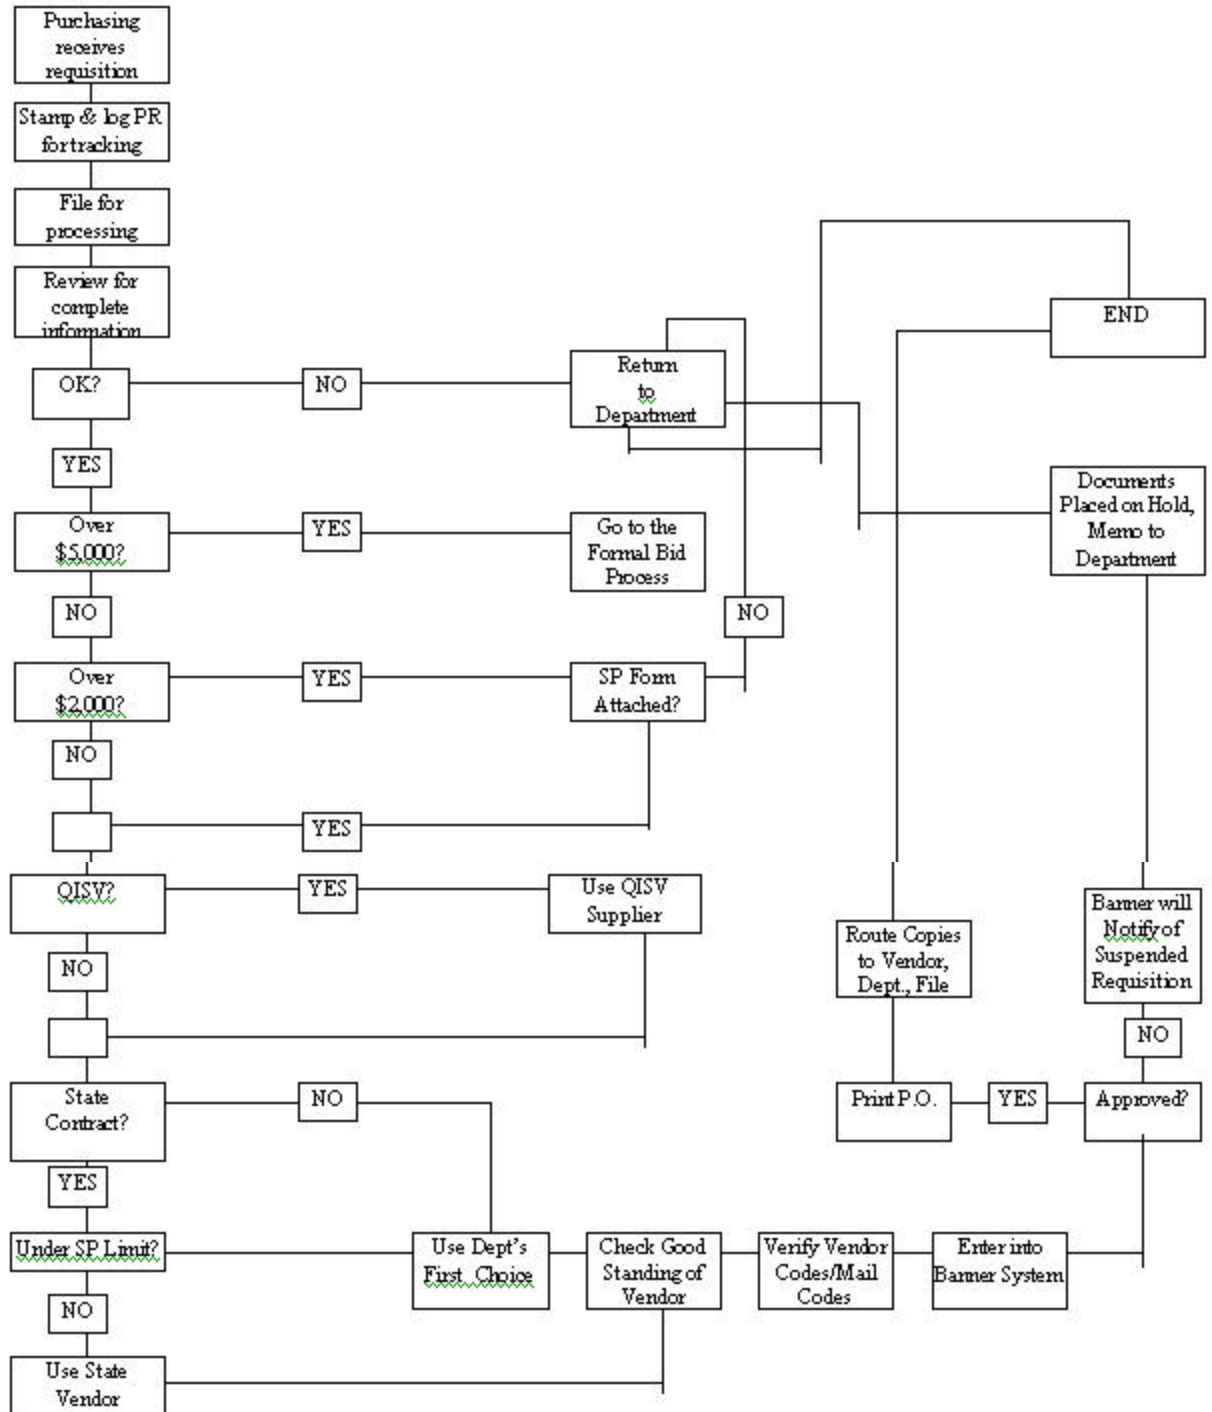 Purchasing
receives
requisition
Stamp & log PR
for tracking
File for
processing
Review for
complete
information
OK?
NO
Return
to
Department
END
YES
Over
$5,000?
YES
Go to the
Formal Bid
Process
Documents
Placed on Hold,
Memo to
Department
NO
NO
Over
$2,000?
YES
SP Form
Attached?
NO
YES
QISV?
YES
Use QISV
Supplier
Route Copies
to Vendor,
Dept., File
Banner will
Notify of
Suspended
Requisition
NO
NO
State
Contract?
NO
Print P.O.
YES
Approved?
YES
Under SP Limit?
Use Dept's
First Choice
Check Good
Standing of
Vendor
Verify Vendor
Codes/Mail
Codes
Enter into
Banner System
NO
Use State
Vendor